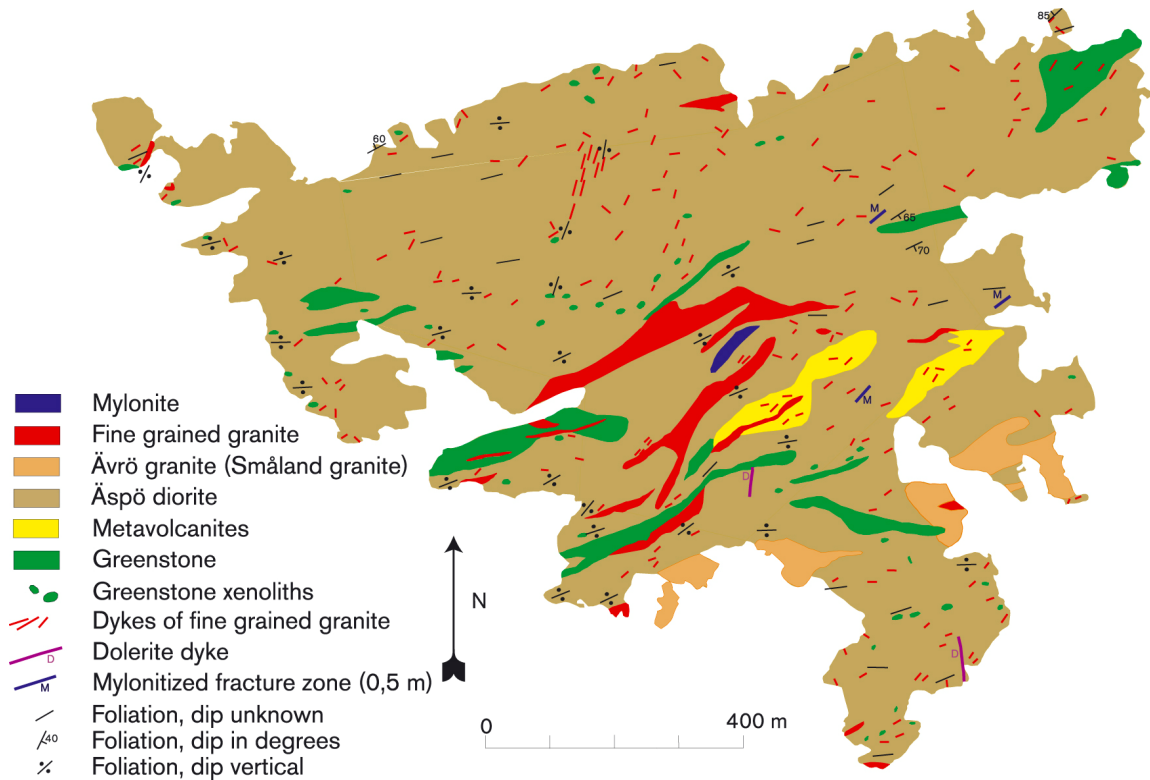 85
60
M
65
70
M
M
D
D
Mylonite
Fine grained granite
Ävrö granite (Småland granite)
Äspö diorite
Metavolcanites
Greenstone
Greenstone xenoliths
Dykes of fine grained granite
D
Dolerite dyke
M
Mylonitized fracture zone (0,5 m)
Foliation, dip unknown
40
Foliation, dip in degrees
Foliation, dip vertical
N
0
400 m